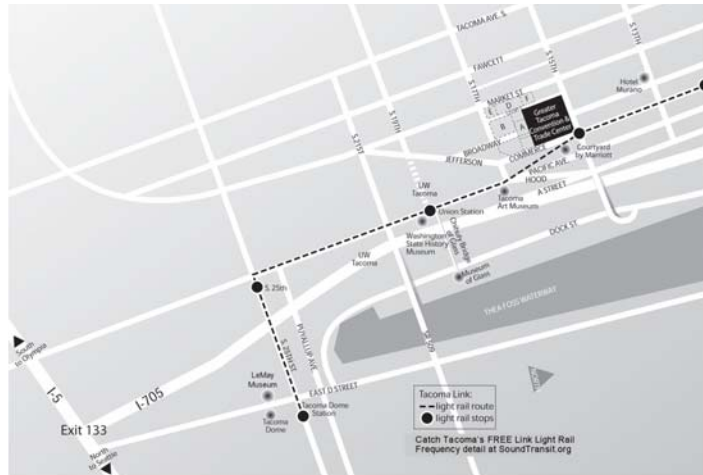 TACOMA AVE. S.
FAWCETT
MARKET ST
S 17TH
S 15TH
S 13TH
Hotel
Murano
E
D
F
B
A
Greater
Tacoma
Convention &
Trade Center
S 21ST
S 19TH
BROADWAY
JEFFERSON
COMMERCE
Courtyard
by Marriott
PACIFIC AVE.
HOOD
A STREET
UW
Tacoma
Union Station
Tacoma
Art Museum
DOCK ST
Washington
State History
Museum
Chihuly Bridge
of Glass
Museum
of Glass
UW
Tacoma
S. 25th
THEA FOSS WATERWAY
PUYALLUP AVE.
SR 509
South
to Olympia
I-5
I-705
LeMay
Museum
EAST D STREET
Tacoma Dome
Station
Tacoma
Dome
Exit 133
North
to Seattle
Tacoma Link:
light rail route
light rail stops
Catch Tacoma's FREE Link Light Rail
Frequency detail at SoundTransit.org